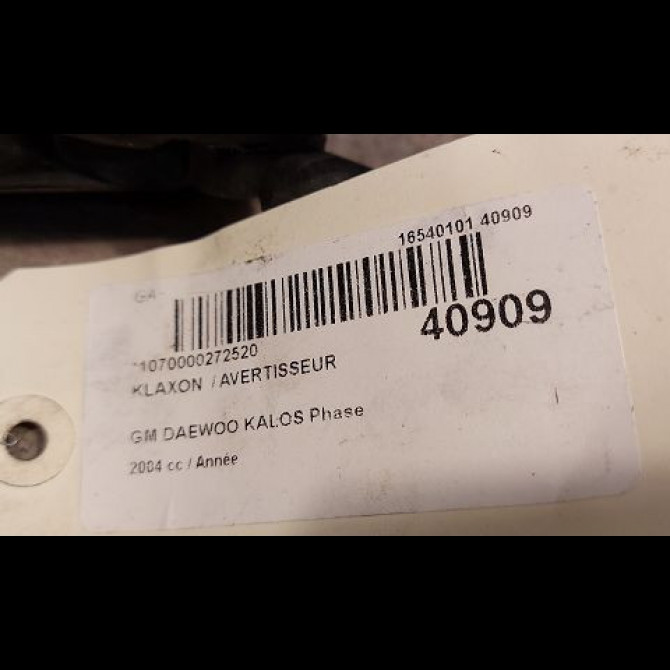 16540101 40909
GA-
40909
*1070000272520
KLAXON / AVERTISSEUR
GM DAEWOO KALOS Phase
2004 cc / Année